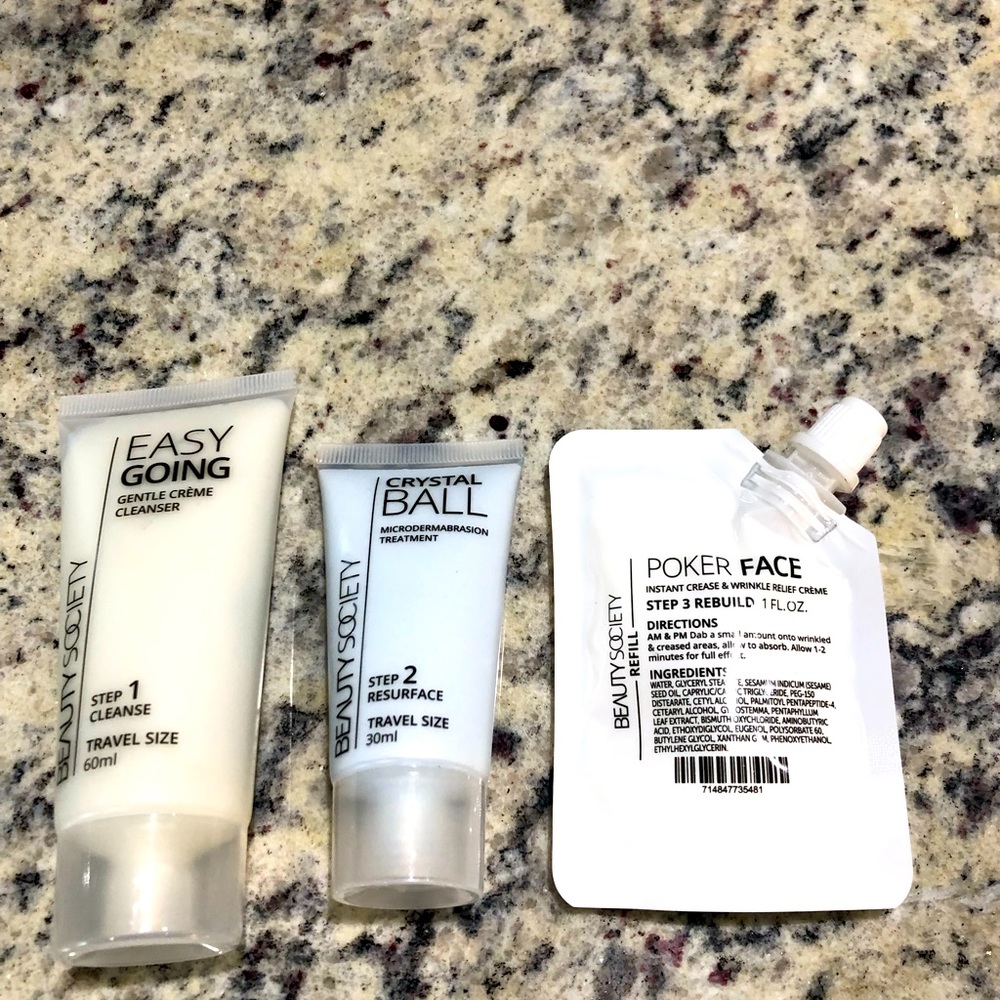 EASY
GOING
GENTLE CRÈME
CLEANSER
BEAUTY SOCIETY
STEP 1
CLEANSE
TRAVEL SIZE
60ml
CRYSTAL
BALL
MICRODERMABRASION
TREATMENT
BEAUTY SOCIETY
STEP 2
RESURFACE
TRAVEL SIZE
30ml
POKER FACE
INSTANT CREASE & WRINKLE RELIEF CRÈME
STEP 3 REBUILD 1 FL.OZ.
BEAUTY SOCIETY
REFILL
DIRECTIONS
AM & PM Dab a small amount onto wrinkled
& creased areas, allow to absorb. Allow 1-2
minutes for full effect.
INGREDIENTS
WATER, GLYCERYL SESAMUM INDICUM (SESAME)
SEED OIL, TRIGLYCERIDE, PEG-150
DISTEARATE, CETYL ALCOHOL, PALMITOYL PENTAPEPTIDE-4,
CETEARYL ALCOHOL, PENTAPHYLLUM
LEAF EXTRACT, BISMUTH OXYCHLORIDE, AMINOBUTYRIC
ACID, ETHOXYDIGLYCOL, EUGENOL, POLYSORBATE 60,
BUTYLENE GLYCOL, XANTHAN GUM, PHENOXYETHANOL,
ETHYLHEXYLGLYCERIN.
714847735481